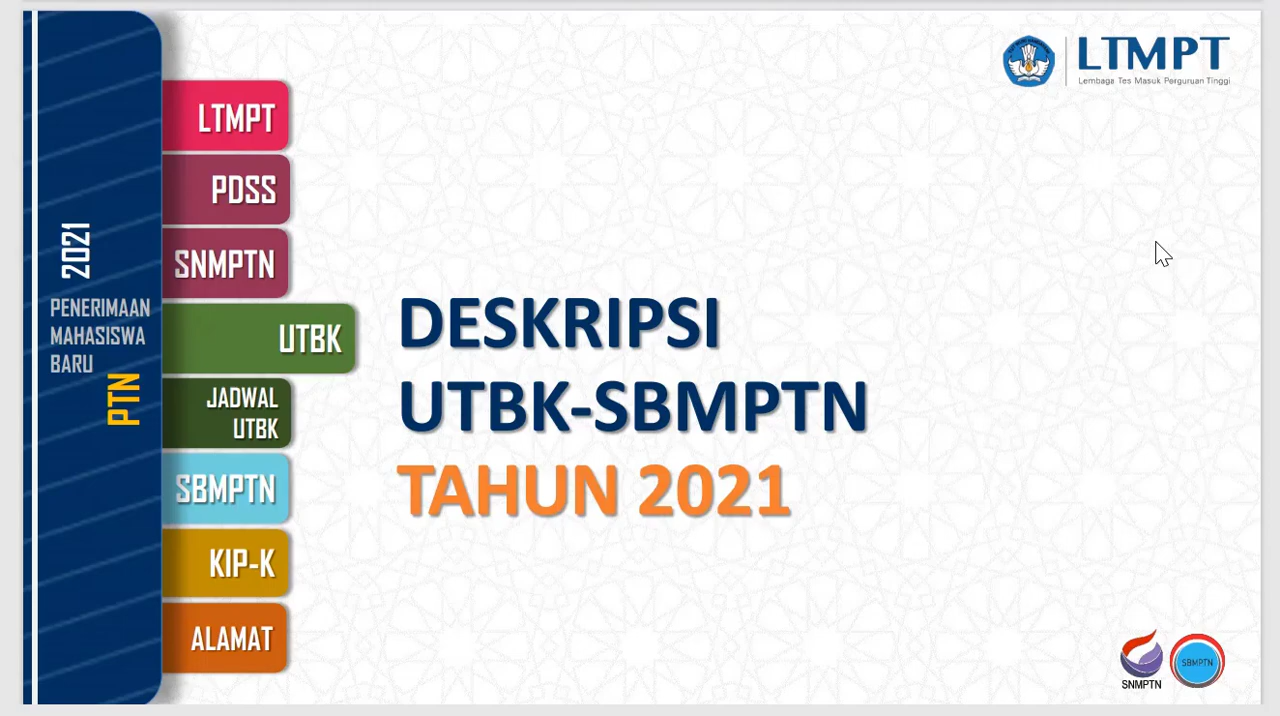 2021
PENERIMAAN
MAHASISWA
BARU
PTN
LTMPT
PDSS
SNMPTN
UTBK
JADWAL
UTBK
SBMPTN
KIP-K
ALAMAT
LTMPT
Lembaga Tes Masuk Perguruan Tinggi
DESKRIPSI
UTBK-SBMPTN
TAHUN 2021
SNMPTN
SBMPTN